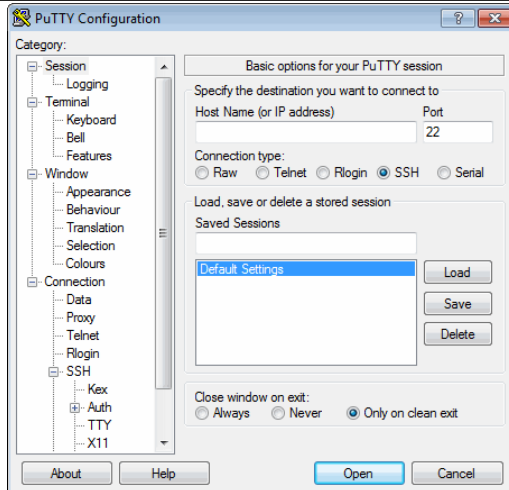 PuTTY Configuration
Category:
Session
Logging
Terminal
Keyboard
Bell
Features
Window
Appearance
Behaviour
Translation
Selection
Colours
Connection
Data
Proxy
Telnet
Rlogin
SSH
Kex
Auth
TTY
X11
Basic options for your PuTTY session
Specify the destination you want to connect to
Host Name (or IP address) Port
22
Connection type:
Raw Telnet Rlogin SSH Serial
Load, save or delete a stored session
Saved Sessions
Default Settings
Load
Save
Delete
Close window on exit:
Always Never Only on clean exit
About Help Open Cancel